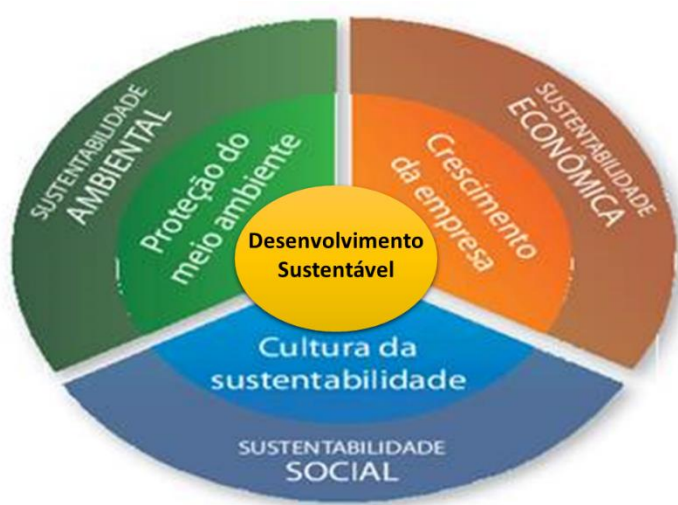 SUSTENTABILIDADE
AMBIENTAL
Proteção do
meio ambiente
SUSTENTABILIDADE
ECONÔMICA
Crescimento
da empresa
Desenvolvimento
Sustentável
Cultura da
sustentabilidade
SUSTENTABILIDADE
SOCIAL